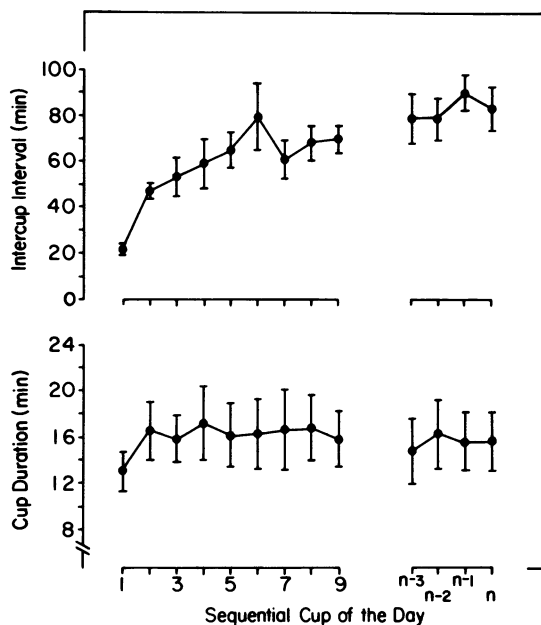 Intercup Interval (min)
100
80
60
40
20
0
Cup Duration (min)
24
20
16
12
8
1 3 5 7 9 n-3 n-2 n-1 n
Sequential Cup of the Day